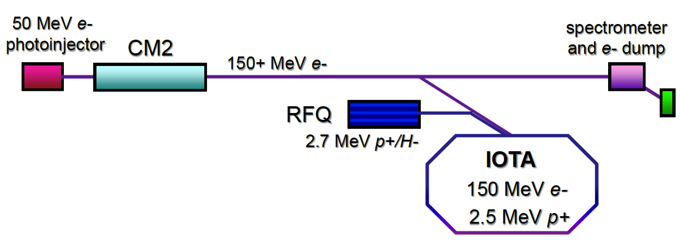 50 MeV e-
photoinjector
CM2
150+ MeV e-
spectrometer
and e- dump
RFQ
2.7 MeV p+/H-
IOTA
150 MeV e-
2.5 MeV p+